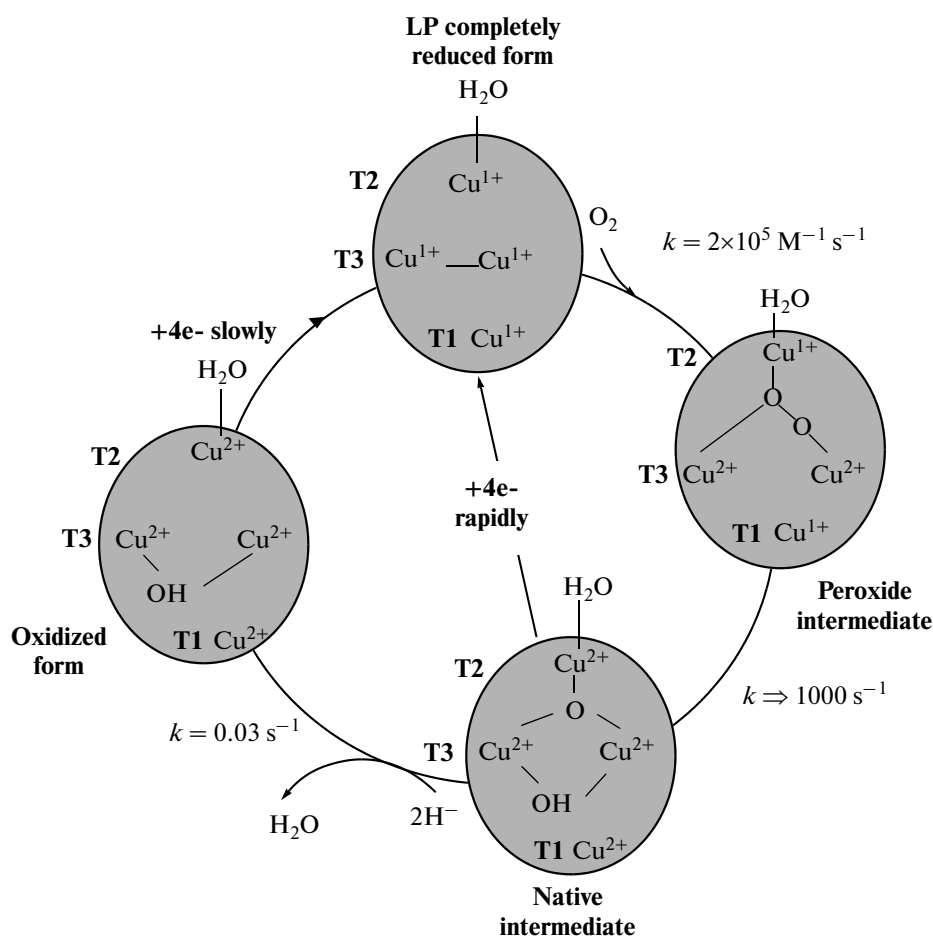 LP completely
reduced form
H₂O
T2
Cu¹⁺
T3 Cu¹⁺ Cu¹⁺
T1 Cu¹⁺
O₂
k = 2×10⁵ M⁻¹ s⁻¹
+4e- slowly
H₂O
T2
Cu²⁺
T3 Cu²⁺ Cu²⁺
OH
T1 Cu²⁺
Oxidized
form
+4e-
rapidly
H₂O
T2
Cu¹⁺
O
O
T3 Cu²⁺ Cu²⁺
T1 Cu¹⁺
Peroxide
intermediate
k ⇒ 1000 s⁻¹
H₂O
T2
Cu²⁺
O
T3 Cu²⁺ Cu²⁺
OH
T1 Cu²⁺
Native
intermediate
k = 0.03 s⁻¹
2H⁻
H₂O